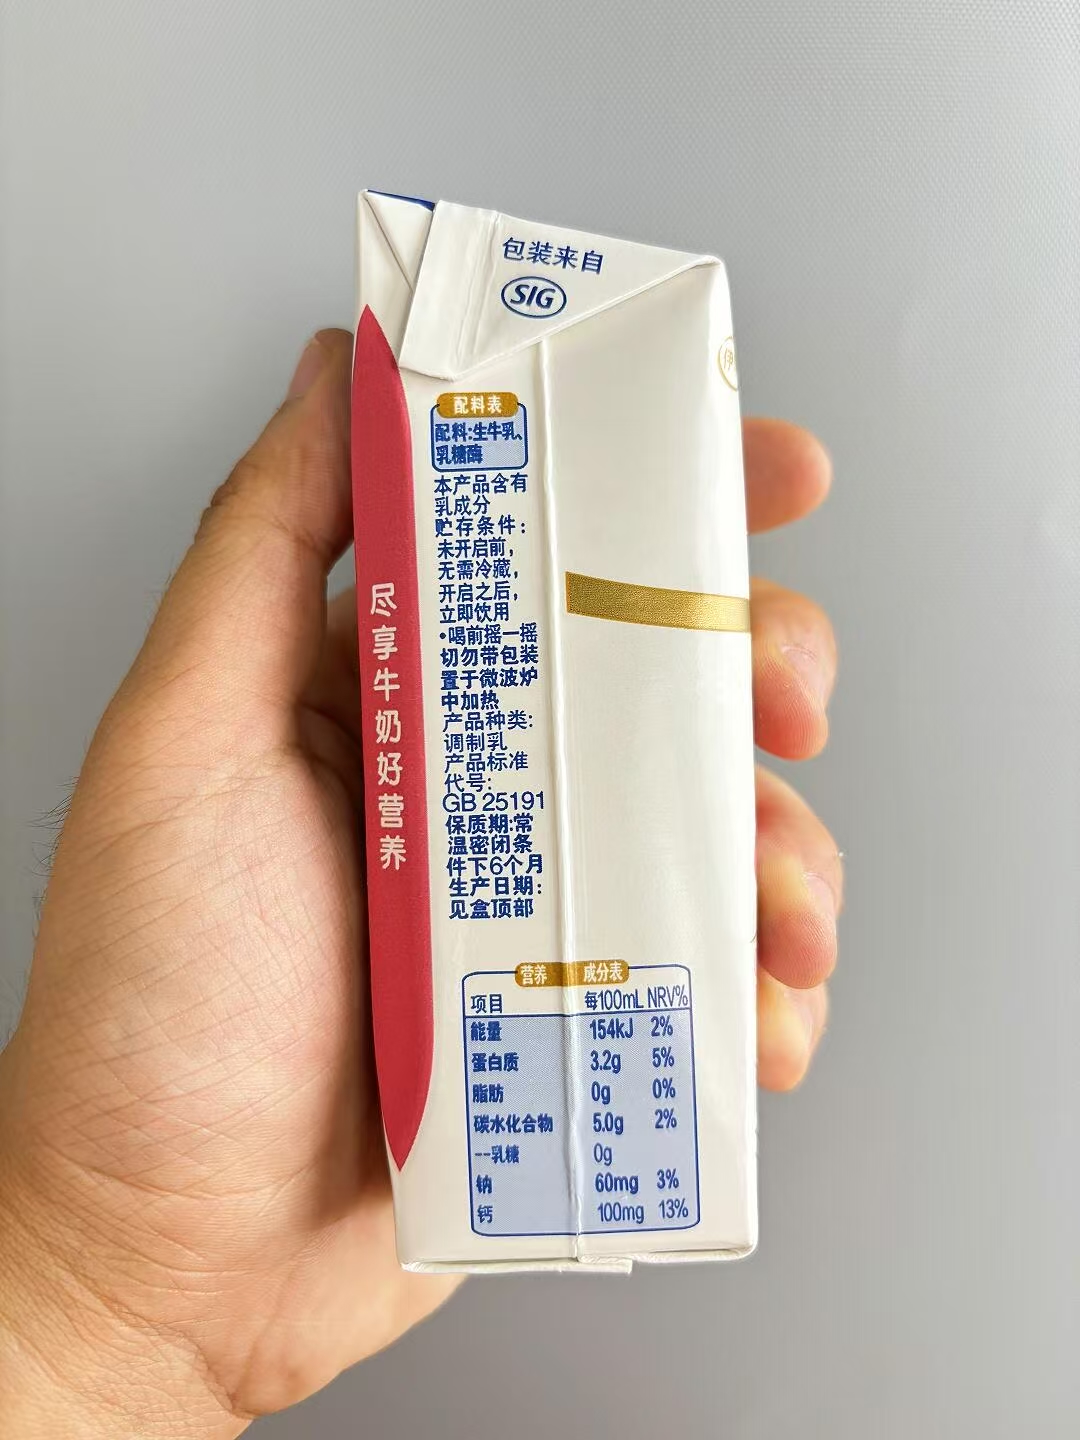 包装来自
SIG
伊
配料表
配料:生牛乳、
乳糖酶
本产品含有
乳成分
贮存条件:
未开启前,
无需冷藏,
开启之后,
立即饮用
•喝前摇一摇
切勿带包装
置于微波炉
中加热
产品种类:
调制乳
产品标准
代号:
GB 25191
保质期:常
温密闭条
件下6个月
生产日期:
见盒顶部
尽享牛奶好营养
营养 成分表
项目 每100mL NRV%
能量 154kJ 2%
蛋白质 3.2g 5%
脂肪 0g 0%
碳水化合物 5.0g 2%
--乳糖 0g
钠 60mg 3%
钙 100mg 13%